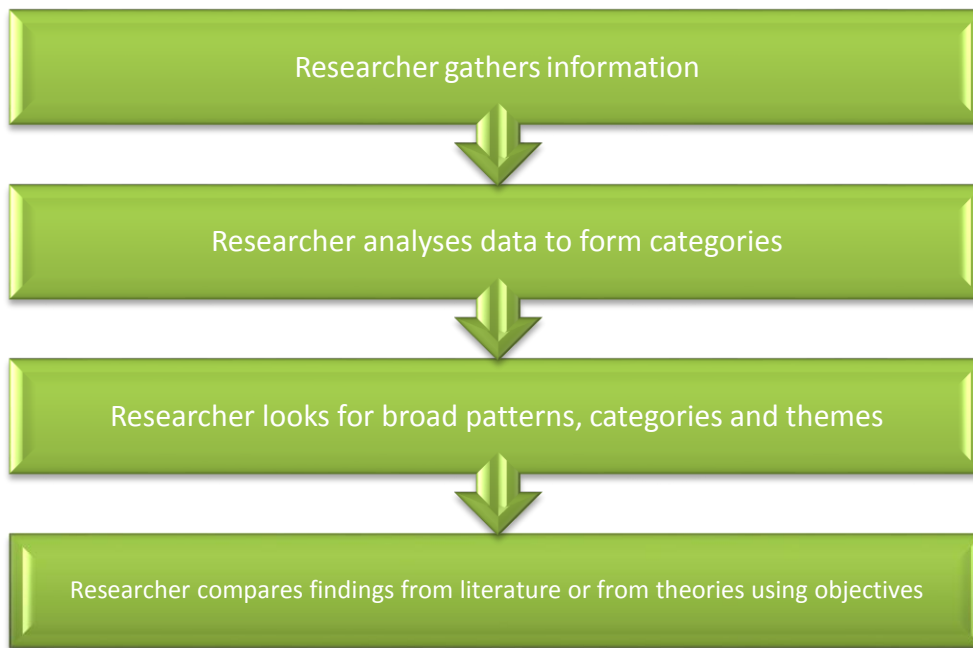 Researcher gathers information
Researcher analyses data to form categories
Researcher looks for broad patterns, categories and themes
Researcher compares findings from literature or from theories using objectives